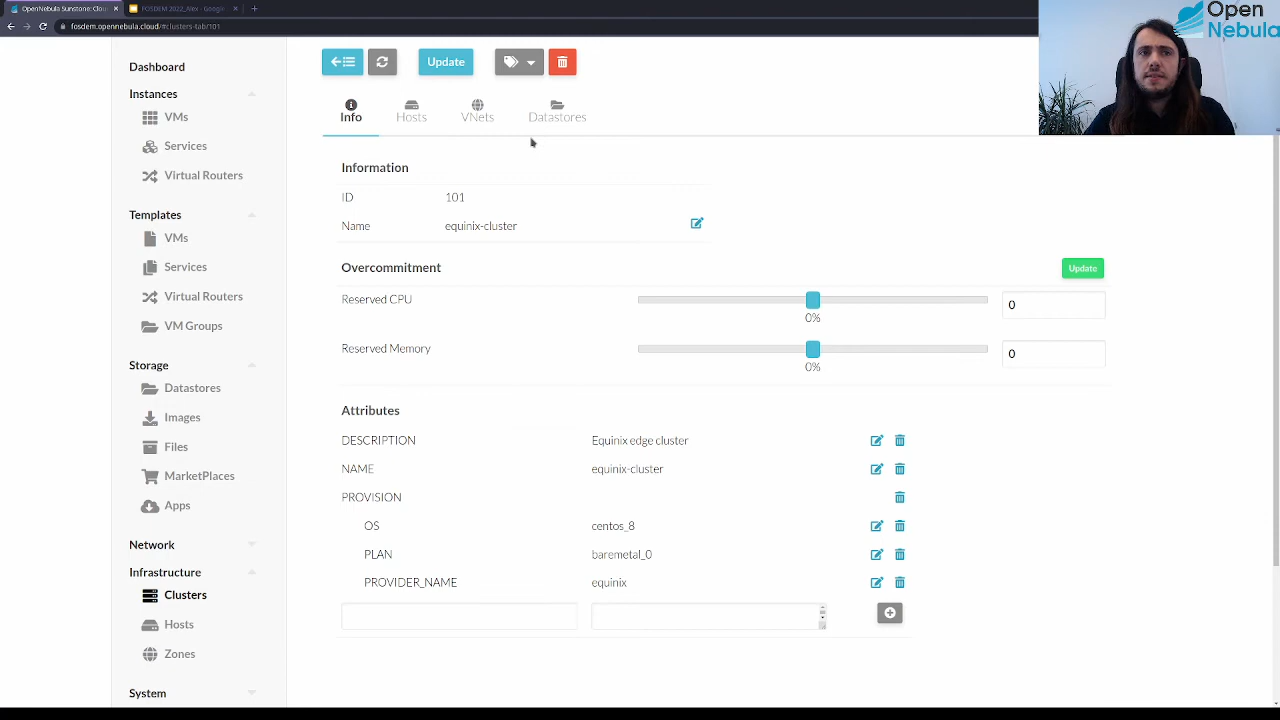 OpenNebula Sunstone: Clou
FOSDEM 2022_Alex - Google
fosdem.opennebula.cloud/#clusters-tab/101
Open
Nebula
Dashboard
Instances
VMs
Services
Virtual Routers
Templates
VMs
Services
Virtual Routers
VM Groups
Storage
Datastores
Images
Files
MarketPlaces
Apps
Network
Infrastructure
Clusters
Hosts
Zones
System
Update
Info
Hosts
VNets
Datastores
Information
ID 101
Name equinix-cluster
Overcommitment Update
Reserved CPU 0
0%
Reserved Memory 0
0%
Attributes
DESCRIPTION Equinix edge cluster
NAME equinix-cluster
PROVISION
OS centos_8
PLAN baremetal_0
PROVIDER_NAME equinix